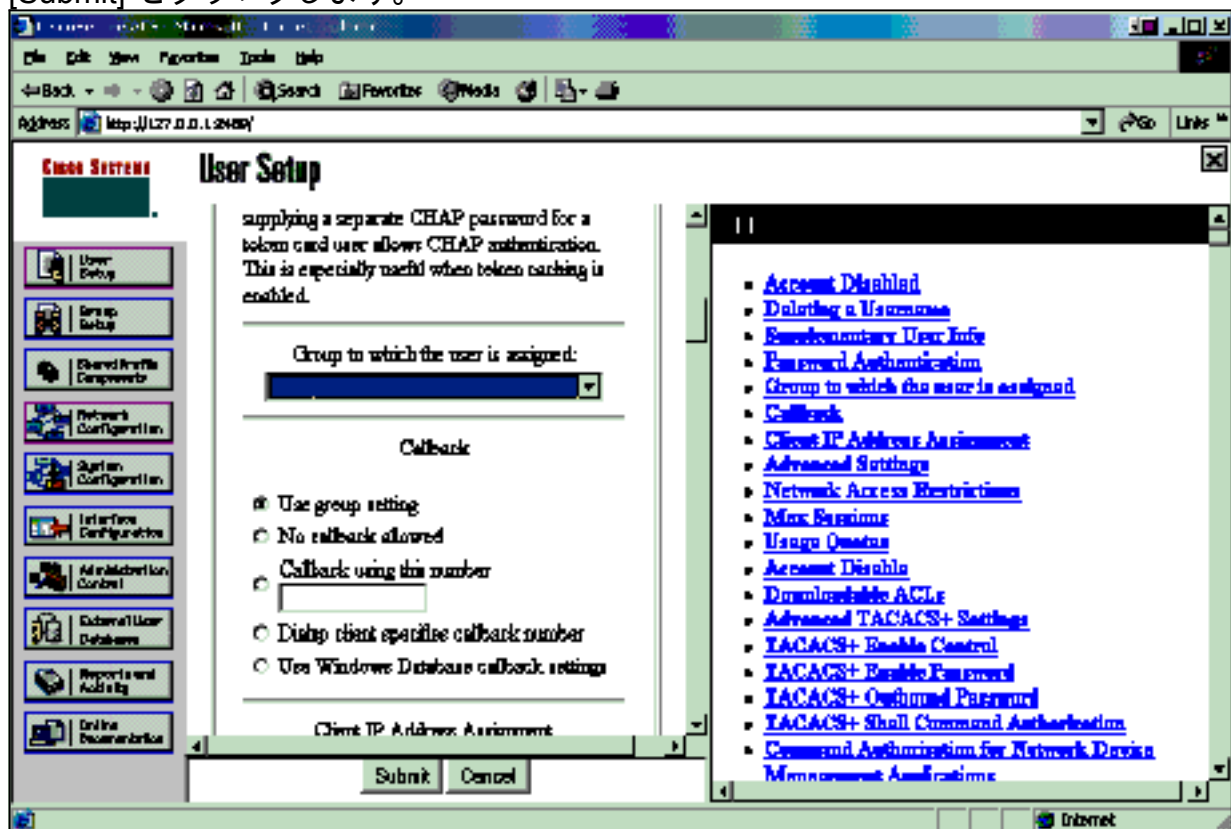 [Submit] をクリックします。
File Edit View Favorites Tools Help
Back Search Favorites Media
Address http://127.0.0.1:2489/ Go Links
Cisco Systems
User Setup
User Setup
Group Setup
Shared Profile Components
Network Configuration
System Configuration
Interface Configuration
Administration Control
External User Databases
Reports and Activity
Online Documentation
supplying a separate CHAP password for a
token card user allows CHAP authentication.
This is especially useful when token caching is
enabled.
Group to which the user is assigned:
Callback
Use group setting
No callback allowed
Callback using this number
Dialup client specifies callback number
Use Windows Database callback settings
Client IP Address Assignment
Submit Cancel
Account Disabled
Deleting a Username
Supplementary User Info
Password Authentication
Group to which the user is assigned
Callback
Client IP Address Assignment
Advanced Settings
Network Access Restrictions
Max Sessions
Usage Quotas
Account Disable
Downloadable ACLs
Advanced TACACS+ Settings
TACACS+ Enable Control
TACACS+ Enable Password
TACACS+ Outbound Password
TACACS+ Shell Command Authorization
Command Authorization for Network Device
Management Applications
Internet